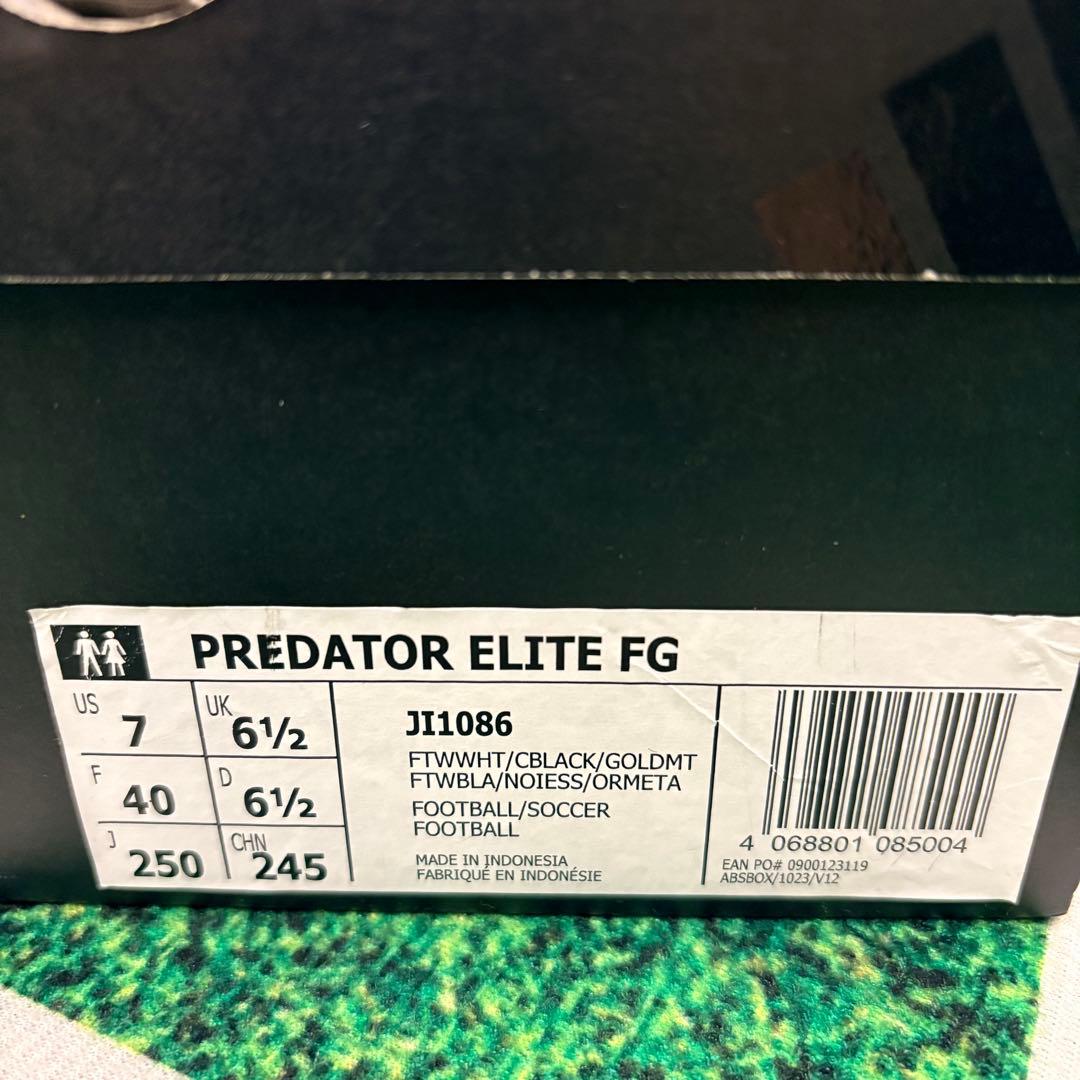 PREDATOR ELITE FG
US 7 UK 6½
F 40 D 6½
J 250 CHN 245
JI1086
FTWWHT/CBLACK/GOLDMT
FTWBLA/NOIESS/ORMETA
FOOTBALL/SOCCER
FOOTBALL
MADE IN INDONESIA
FABRIQUÉ EN INDONÉSIE
4 068801 085004
EAN PO# 0900123119
ABSBOX/1023/V12